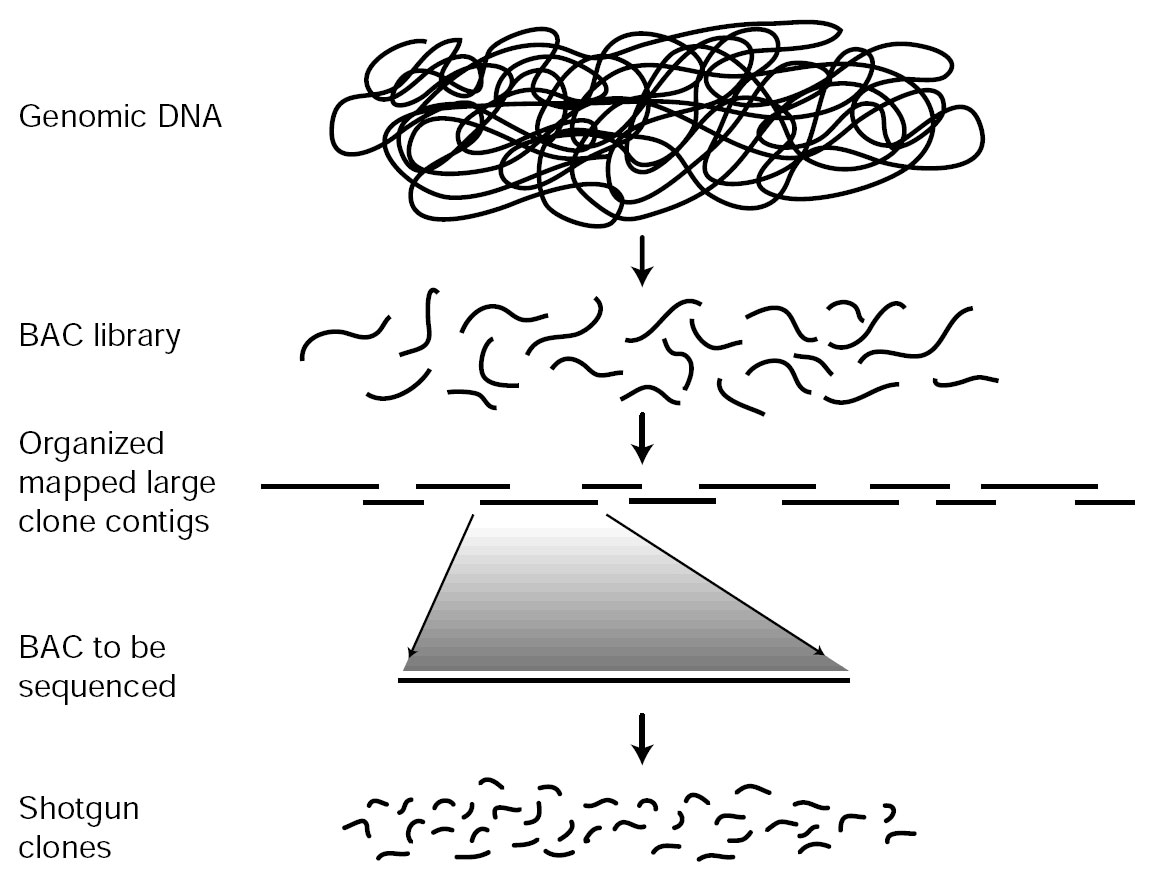 Genomic DNA
BAC library
Organized
mapped large
clone contigs
BAC to be
sequenced
Shotgun
clones